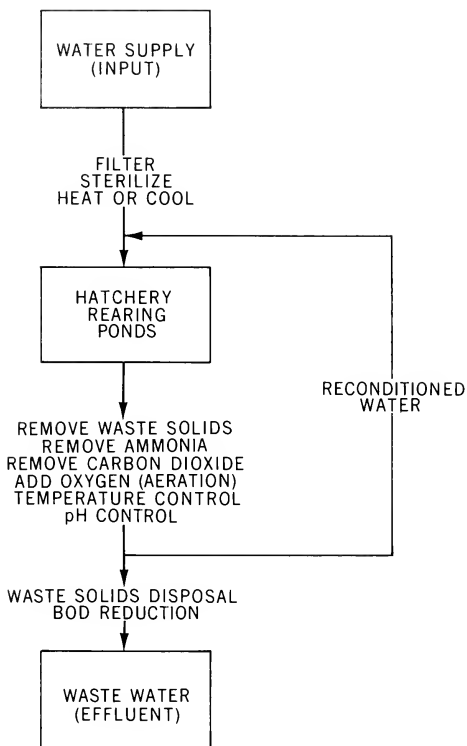 WATER SUPPLY
(INPUT)
FILTER
STERILIZE
HEAT OR COOL
HATCHERY
REARING
PONDS
RECONDITIONED
WATER
REMOVE WASTE SOLIDS
REMOVE AMMONIA
REMOVE CARBON DIOXIDE
ADD OXYGEN (AERATION)
TEMPERATURE CONTROL
pH CONTROL
WASTE SOLIDS DISPOSAL
BOD REDUCTION
WASTE WATER
(EFFLUENT)